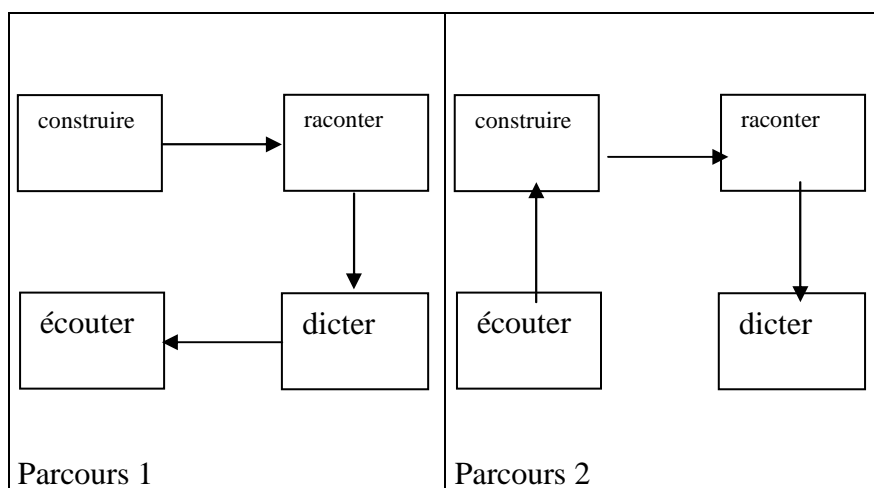 construire
raconter
écouter
dicter
Parcours 1
construire
raconter
écouter
dicter
Parcours 2